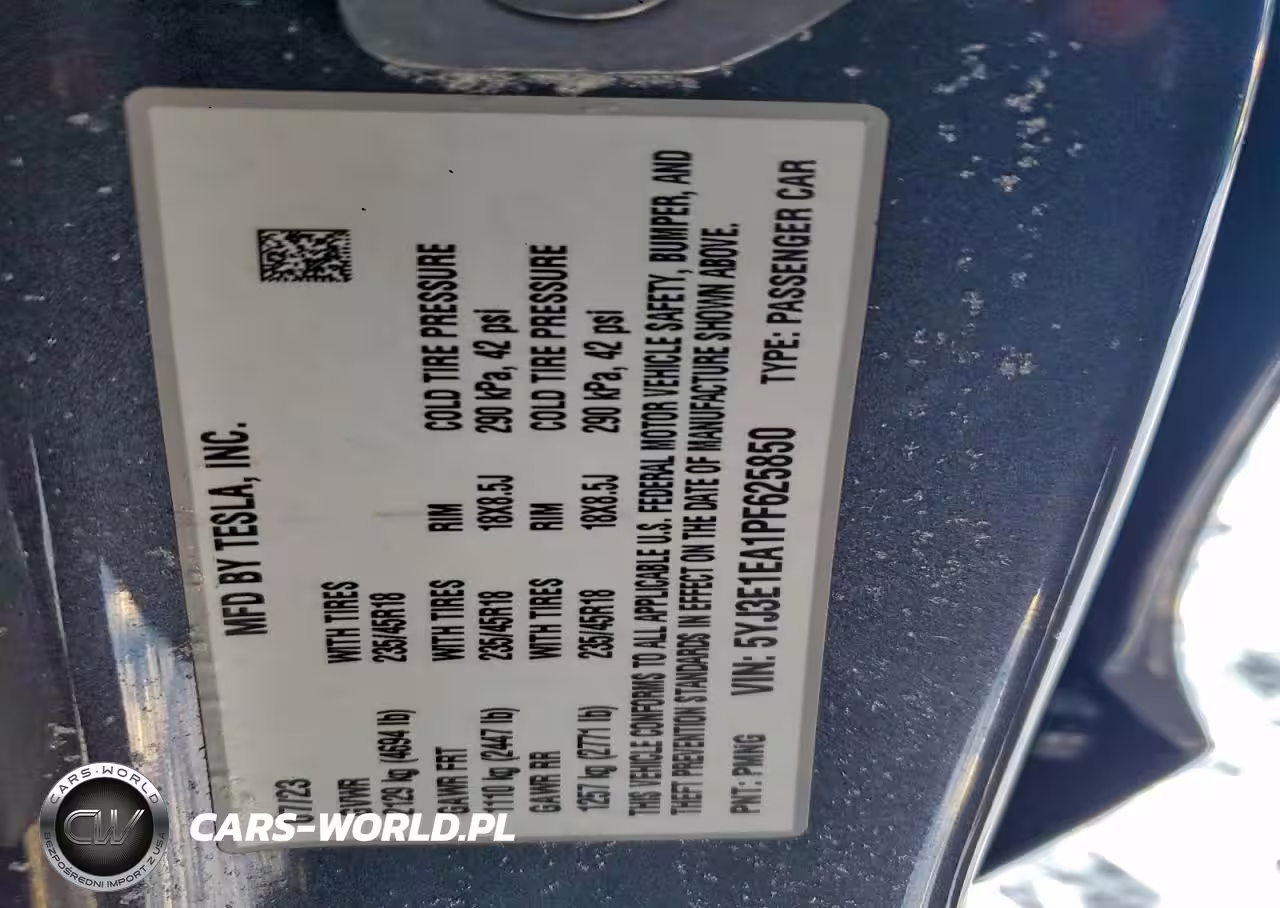 MFD BY TESLA, INC.
07/23
GVWR WITH TIRES
2129 kg (4694 lb) 235/45R18
GAWR FRT WITH TIRES RIM COLD TIRE PRESSURE
1110 kg (2447 lb) 235/45R18 18X8.5J 290 kPa, 42 psi
GAWR RR WITH TIRES RIM COLD TIRE PRESSURE
1257 kg (2771 lb) 235/45R18 18X8.5J 290 kPa, 42 psi
THIS VEHICLE CONFORMS TO ALL APPLICABLE U.S. FEDERAL MOTOR VEHICLE SAFETY, BUMPER, AND
THEFT PREVENTION STANDARDS IN EFFECT ON THE DATE OF MANUFACTURE SHOWN ABOVE.
PNT: PMNG VIN: 5YJ3E1EA1PF625850 TYPE: PASSENGER CAR
CARS-WORLD
CW
BEZPOŚREDNI IMPORT Z USA
CARS-WORLD.PL